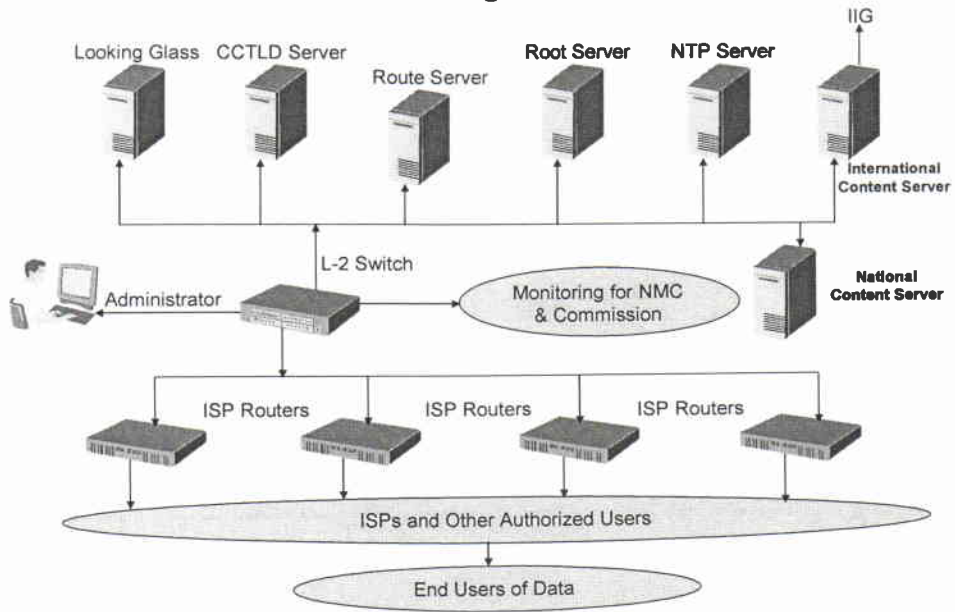 IIG
Looking Glass
CCTLD Server
Route Server
Root Server
NTP Server
International
Content Server
L-2 Switch
Administrator
Monitoring for NMC
& Commission
National
Content Server
ISP Routers
ISP Routers
ISP Routers
ISPs and Other Authorized Users
End Users of Data